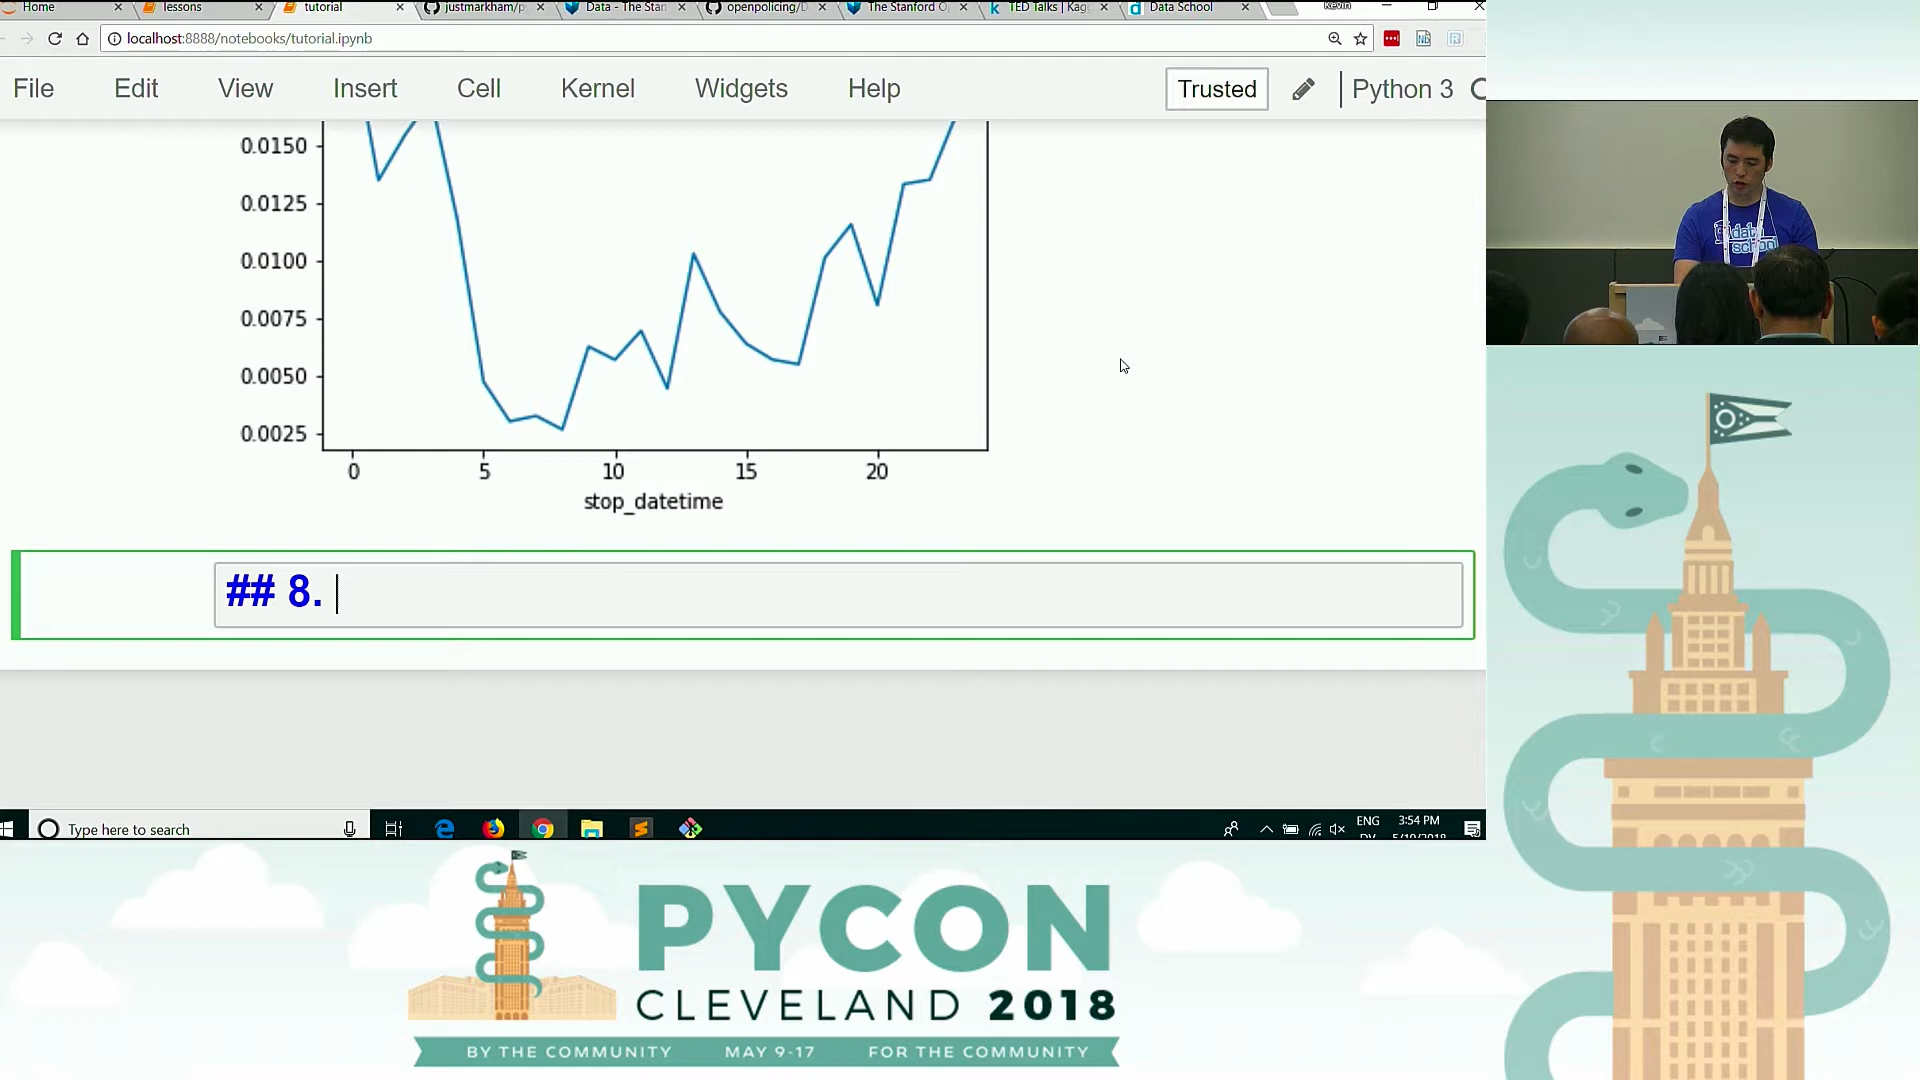 Home
lessons
tutorial
justmarkham/p
Data - The Stan
openpolicing/D
The Stanford O
TED Talks | Kag
Data School
Kevin
localhost:8888/notebooks/tutorial.ipynb
File Edit View Insert Cell Kernel Widgets Help
Trusted
Python 3
0.0150
0.0125
0.0100
0.0075
0.0050
0.0025
0 5 10 15 20
stop_datetime
## 8.
Type here to search
ENG
3:54 PM
data
school
PYCON
CLEVELAND 2018
BY THE COMMUNITY MAY 9-17 FOR THE COMMUNITY